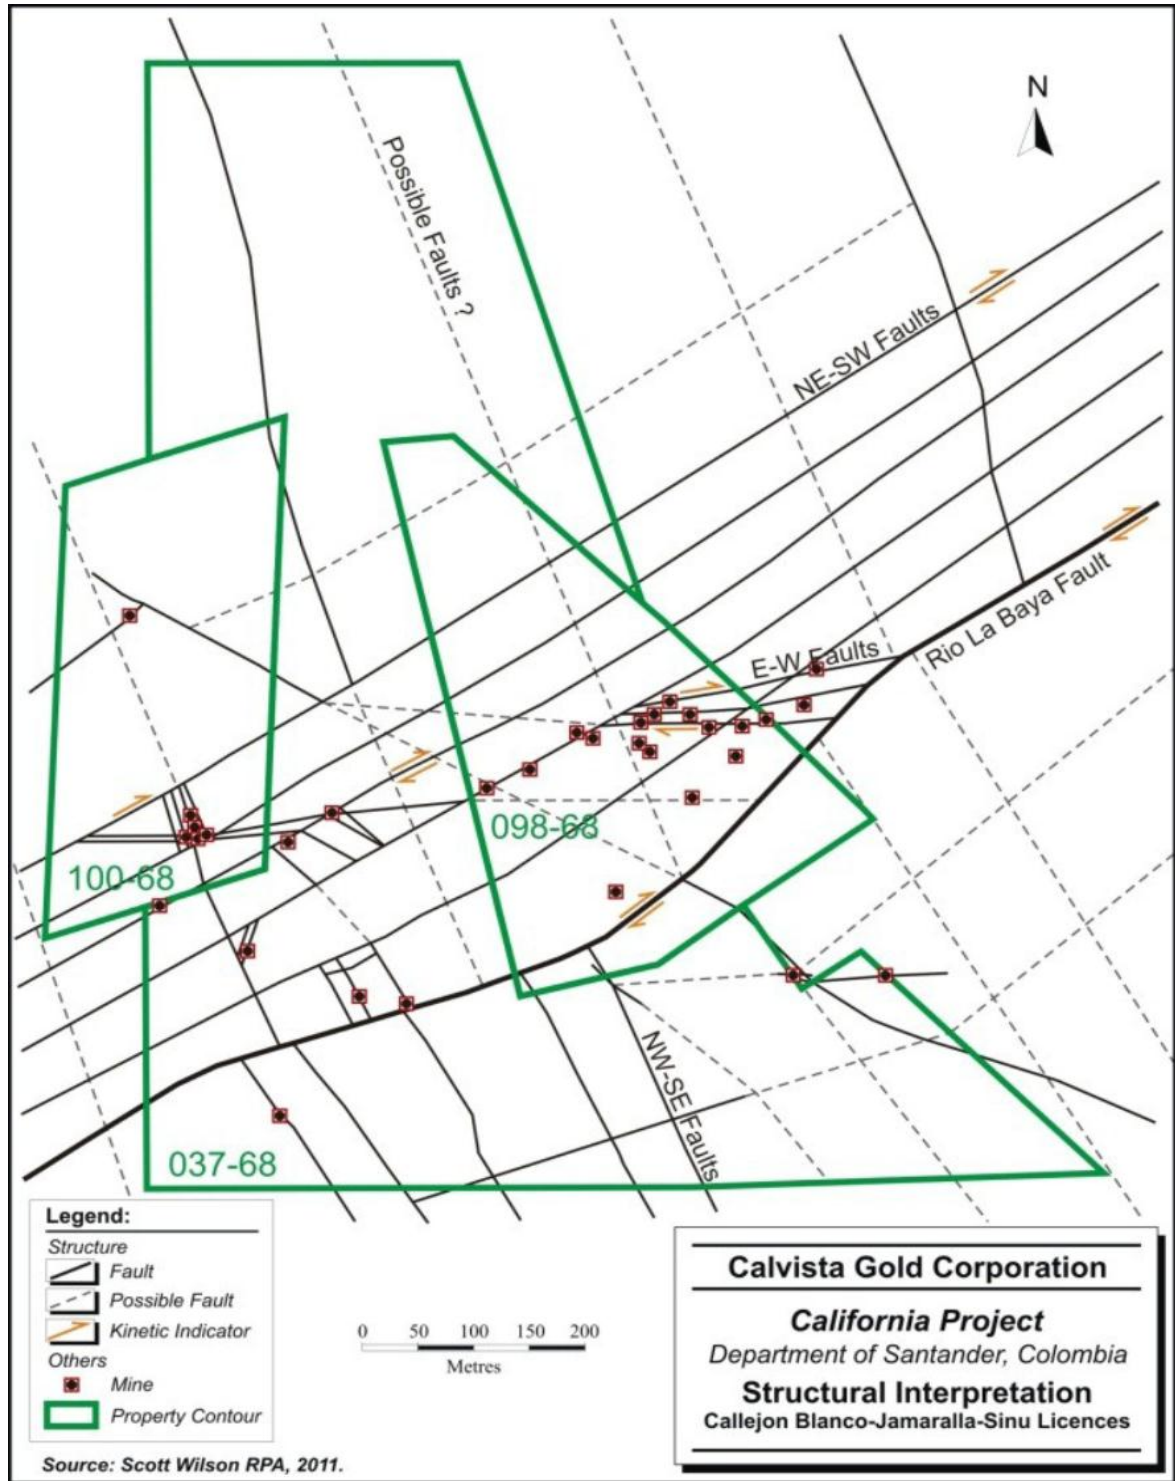 N
Possible Faults ?
NE-SW Faults
Rio La Baya Fault
E-W Faults
098-68
100-68
NW-SE Faults
037-68
Legend:
Structure
Fault
Possible Fault
Kinetic Indicator
Others
Mine
Property Contour
Source: Scott Wilson RPA, 2011.
0 50 100 150 200
Metres
Calvista Gold Corporation
California Project
Department of Santander, Colombia
Structural Interpretation
Callejon Blanco-Jamaralla-Sinu Licences